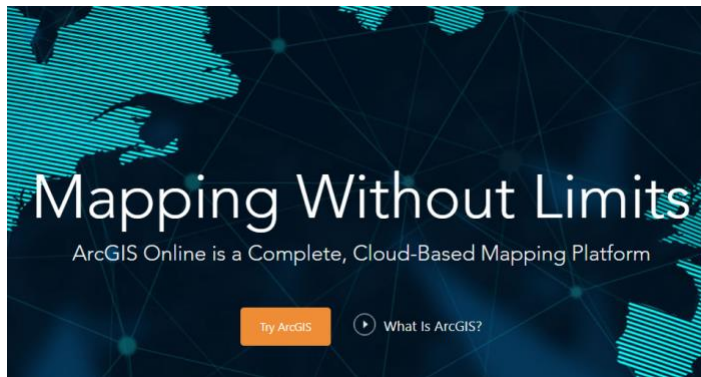 Mapping Without Limits
ArcGIS Online is a Complete, Cloud-Based Mapping Platform
Try ArcGIS
What Is ArcGIS?